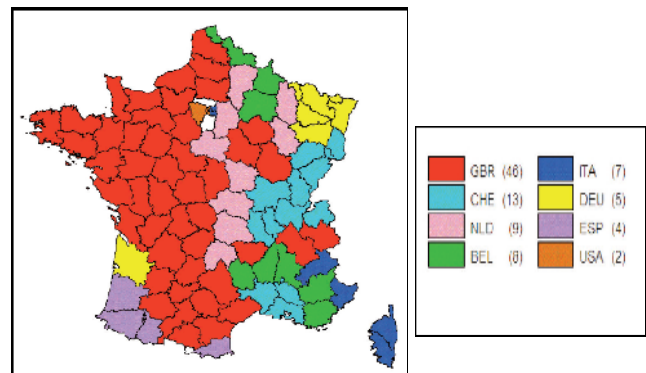 GBR (46) ITA (7)
CHE (13) DEU (5)
NLD (9) ESP (4)
BEL (8) USA (2)